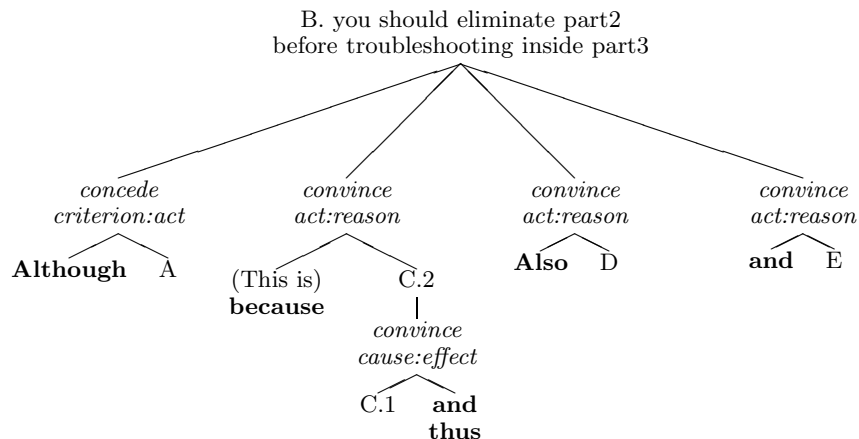 B. you should eliminate part2
before troubleshooting inside part3
concede
criterion:act
convince
act:reason
convince
act:reason
convince
act:reason
Although A
(This is)
because
C.2
Also D
and E
convince
cause:effect
C.1 and
thus